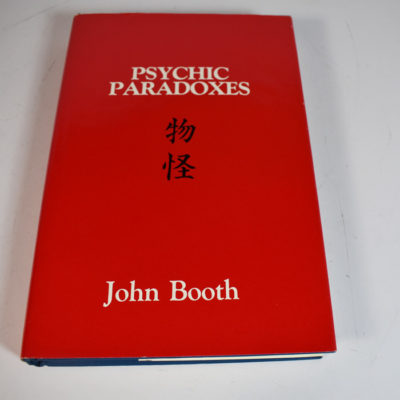 PSYCHIC
PARADOXES
物
怪
John Booth